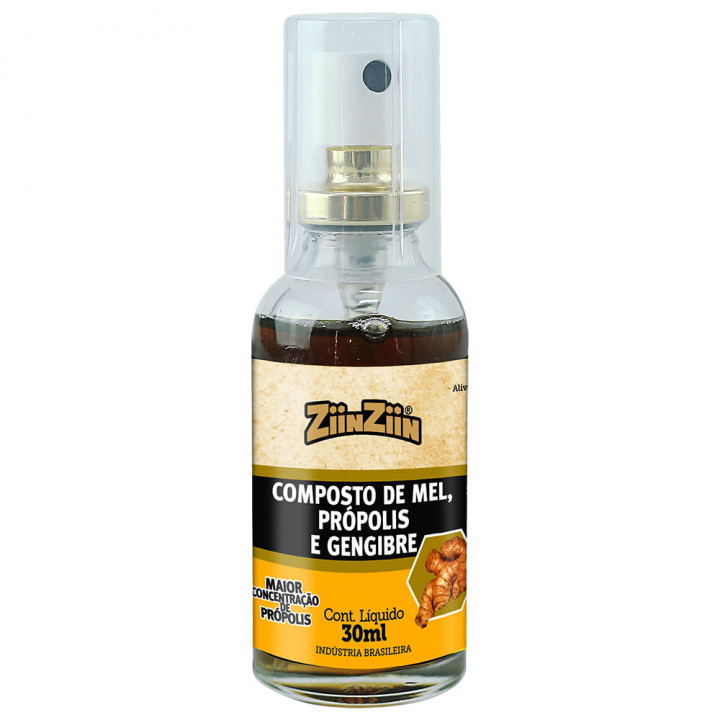 ZiinZiin®
COMPOSTO DE MEL,
PRÓPOLIS
E GENGIBRE
MAIOR
CONCENTRAÇÃO
DE
PRÓPOLIS
Cont. Líquido
30ml
INDÚSTRIA BRASILEIRA